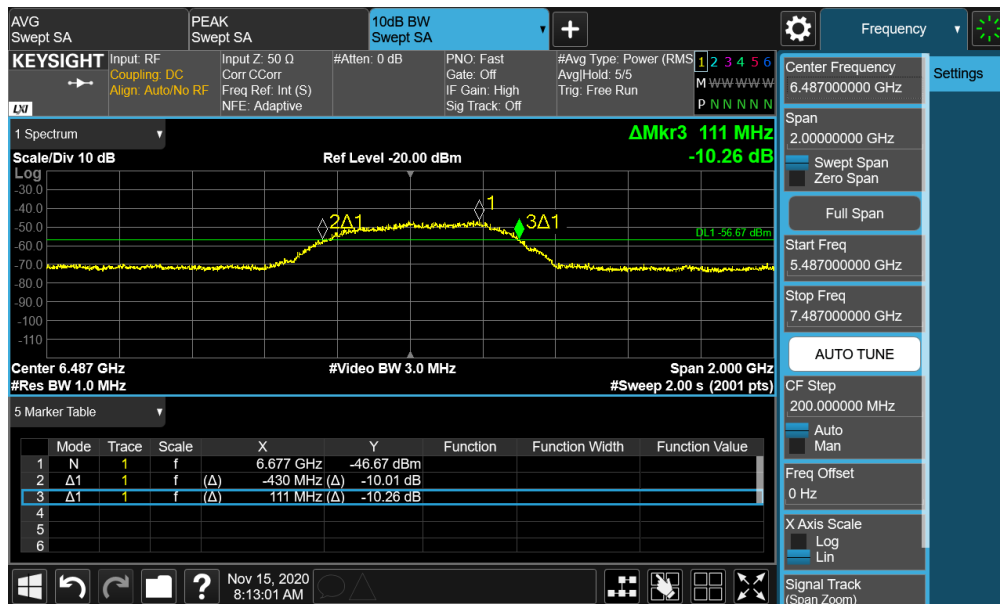 AVG
Swept SA
PEAK
Swept SA
10dB BW
Swept SA
Frequency
KEYSIGHT
Input: RF
Coupling: DC
Align: Auto/No RF
Input Z: 50 Ω
Corr CCorr
Freq Ref: Int (S)
NFE: Adaptive
#Atten: 0 dB
PNO: Fast
Gate: Off
IF Gain: High
Sig Track: Off
#Avg Type: Power (RMS
Avg|Hold: 5/5
Trig: Free Run
1 2 3 4 5 6
M W W W W W
P N N N N N
LXI
1 Spectrum
ΔMkr3 111 MHz
-10.26 dB
Scale/Div 10 dB
Ref Level -20.00 dBm
Log
-30.0
-40.0
-50.0
-60.0
-70.0
-80.0
-90.0
-100
-110
2Δ1
1
3Δ1
DL1 -56.67 dBm
Center 6.487 GHz
#Video BW 3.0 MHz
Span 2.000 GHz
#Res BW 1.0 MHz
#Sweep 2.00 s (2001 pts)
5 Marker Table
Mode Trace Scale X Y Function Function Width Function Value
1 N 1 f 6.677 GHz -46.67 dBm
2 Δ1 1 f (Δ) -430 MHz (Δ) -10.01 dB
3 Δ1 1 f (Δ) 111 MHz (Δ) -10.26 dB
4
5
6
Nov 15, 2020
8:13:01 AM
Center Frequency
6.487000000 GHz
Span
2.00000000 GHz
Swept Span
Zero Span
Full Span
Start Freq
5.487000000 GHz
Stop Freq
7.487000000 GHz
AUTO TUNE
CF Step
200.000000 MHz
Auto
Man
Freq Offset
0 Hz
X Axis Scale
Log
Lin
Signal Track
(Span Zoom)
Settings